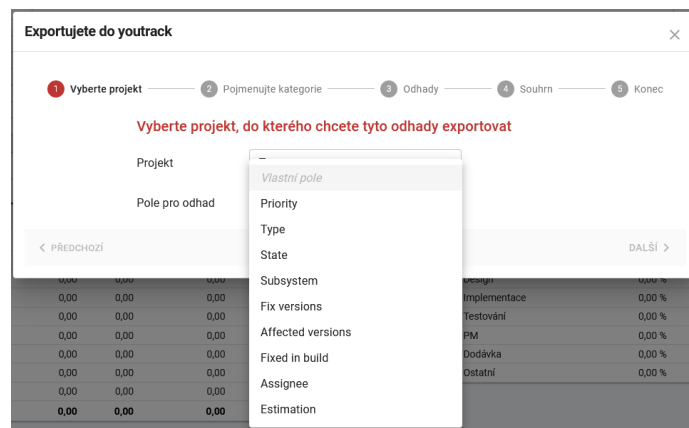 Exportujete do youtrack
1 Vyberte projekt 2 Pojmenujte kategorie 3 Odhady 4 Souhrn 5 Konec
Vyberte projekt, do kterého chcete tyto odhady exportovat
Projekt
Vlastní pole
Pole pro odhad
Priority
Type
State
PŘEDCHOZÍ
DALŠÍ
Subsystem
Fix versions
Affected versions
Fixed in build
Assignee
Estimation
0,00 0,00 0,00 Design 0,00 %
0,00 0,00 0,00 Implementace 0,00 %
0,00 0,00 0,00 Testování 0,00 %
0,00 0,00 0,00 PM 0,00 %
0,00 0,00 0,00 Dodávka 0,00 %
0,00 0,00 0,00 Ostatní 0,00 %
0,00 0,00 0,00
0,00 0,00 0,00